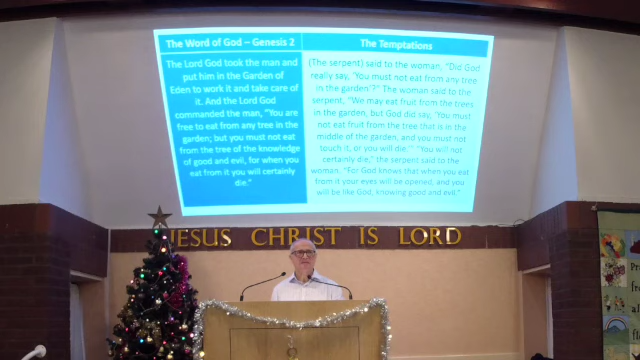 The Word of God – Genesis 2
The Lord God took the man and
put him in the Garden of
Eden to work it and take care of
it. And the Lord God
commanded the man, "You are
free to eat from any tree in the
garden; but you must not eat
from the tree of the knowledge
of good and evil, for when you
eat from it you will certainly
die."
The Temptations
(The serpent) said to the woman, "Did God
really say, 'You must not eat from any tree
in the garden'?" The woman said to the
serpent, "We may eat fruit from the trees
in the garden, but God did say, 'You must
not eat fruit from the tree that is in the
middle of the garden, and you must not
touch it, or you will die.'" "You will not
certainly die," the serpent said to the
woman. "For God knows that when you eat
from it your eyes will be opened, and you
will be like God, knowing good and evil."
JESUS CHRIST IS LORD